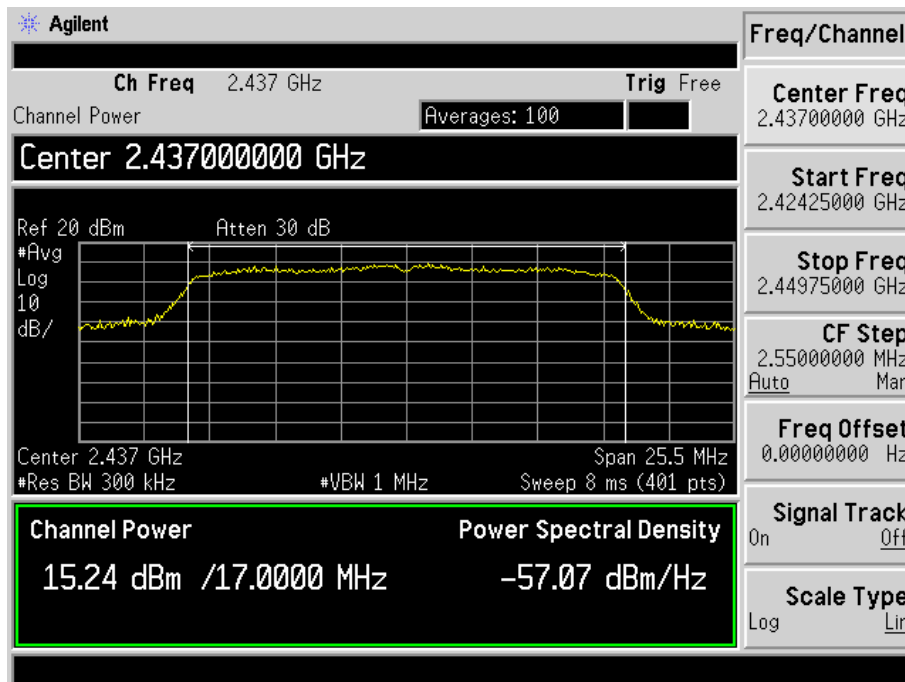 Agilent
Freq/Channel
Ch Freq 2.437 GHz Trig Free
Channel Power Averages: 100
Center 2.437000000 GHz
Ref 20 dBm Atten 30 dB
#Avg
Log
10
dB/
Center 2.437 GHz Span 25.5 MHz
#Res BW 300 kHz #VBW 1 MHz Sweep 8 ms (401 pts)
Channel Power Power Spectral Density
15.24 dBm /17.0000 MHz -57.07 dBm/Hz
Center Freq
2.43700000 GHz
Start Freq
2.42425000 GHz
Stop Freq
2.44975000 GHz
CF Step
2.55000000 MHz
Auto Man
Freq Offset
0.00000000 Hz
Signal Track
On Off
Scale Type
Log Lin